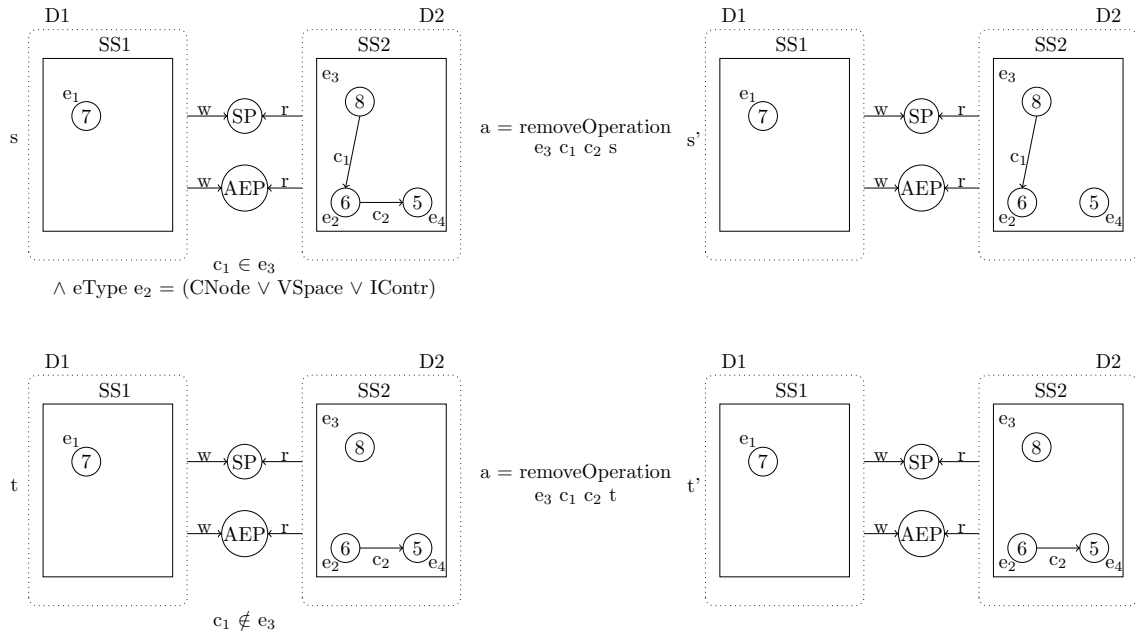 D1 D2 D1 D2
SS1 SS2 SS1 SS2
e₃ e₃
e₁ 8 e₁ 8
7 w SP r 7 w SP r
a = removeOperation
s e₃ c₁ c₂ s s'
c₁ c₁
w AEP r w AEP r
6 5 6 5
e₂ c₂ e₄ e₂ e₄
c₁ ∈ e₃
∧ eType e₂ = (CNode ∨ VSpace ∨ IContr)
D1 D2 D1 D2
SS1 SS2 SS1 SS2
e₃ e₃
e₁ 8 e₁ 8
7 w SP r 7 w SP r
a = removeOperation
t e₃ c₁ c₂ t t'
w AEP r w AEP r
6 5 6 5
e₂ c₂ e₄ e₂ c₂ e₄
c₁ ∉ e₃